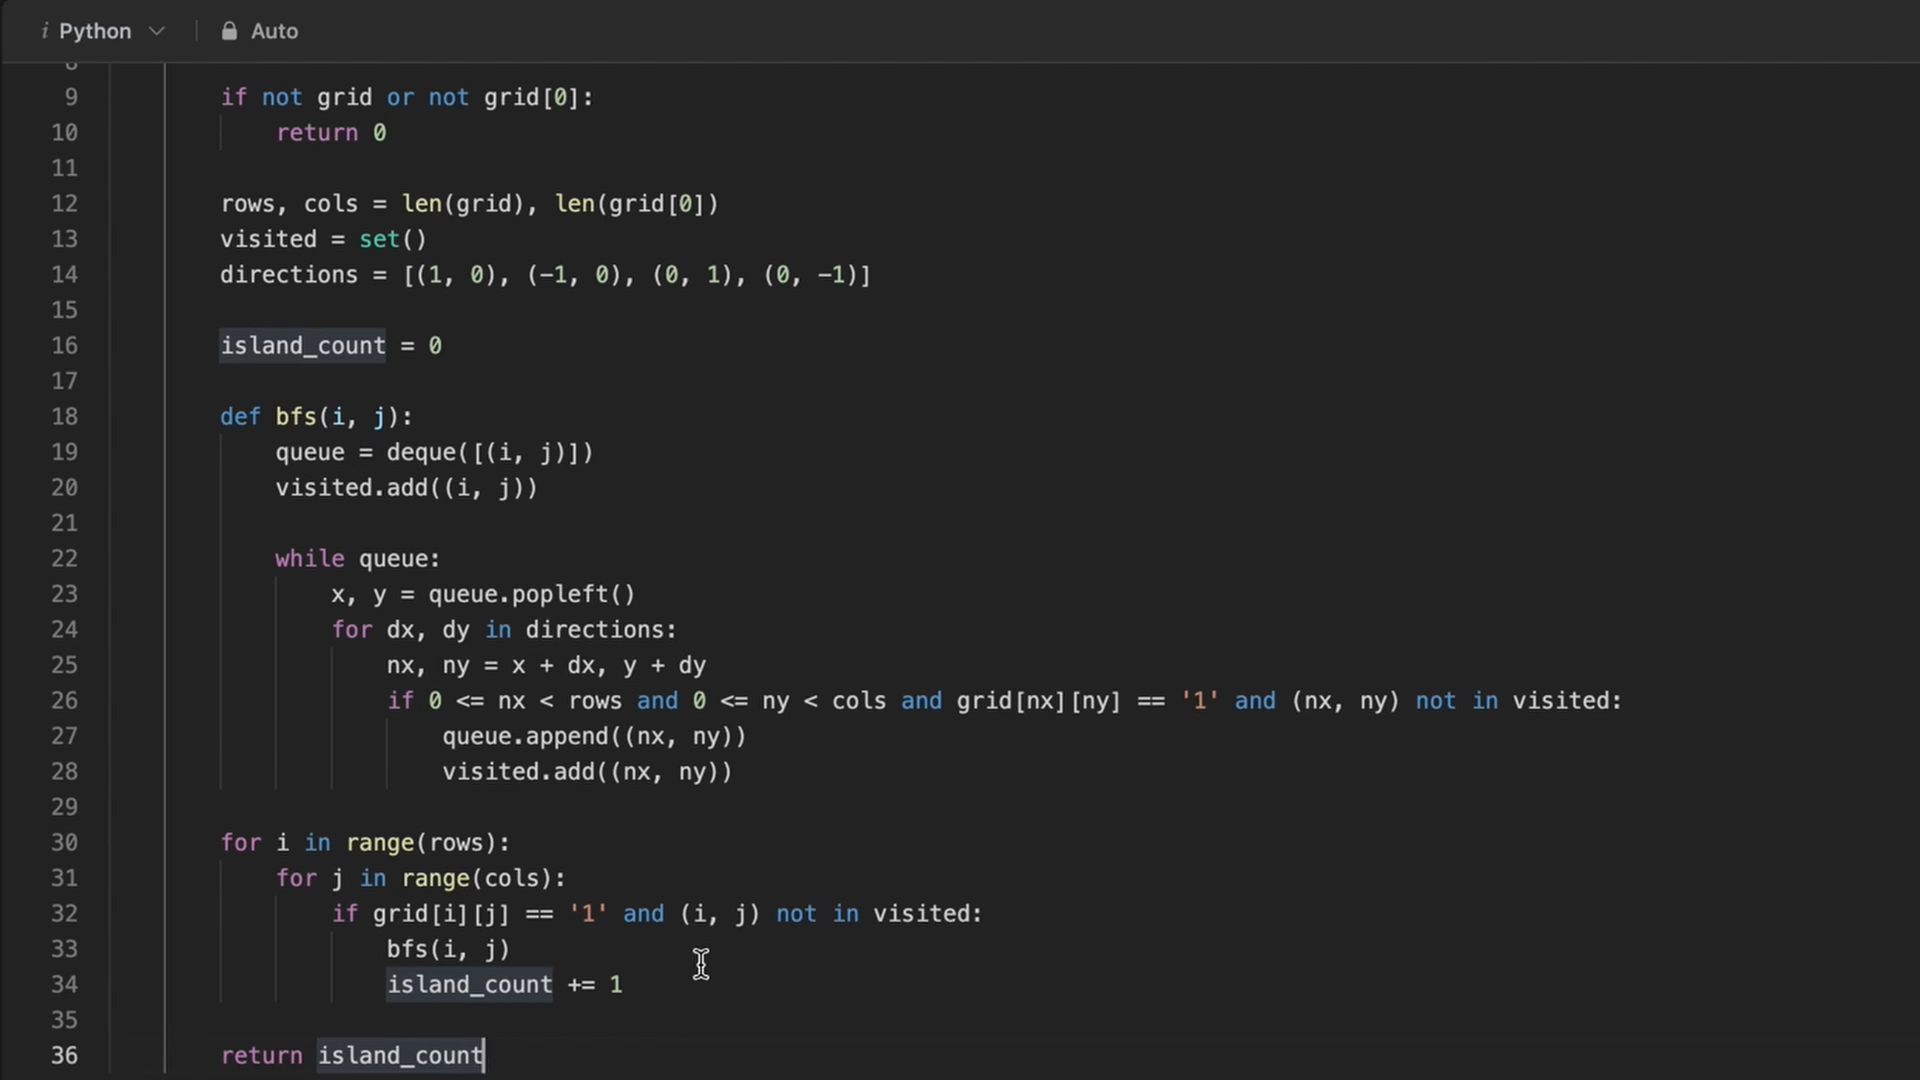 i Python Auto
8
9 if not grid or not grid[0]:
10 return 0
11
12 rows, cols = len(grid), len(grid[0])
13 visited = set()
14 directions = [(1, 0), (-1, 0), (0, 1), (0, -1)]
15
16 island_count = 0
17
18 def bfs(i, j):
19 queue = deque([(i, j)])
20 visited.add((i, j))
21
22 while queue:
23 x, y = queue.popleft()
24 for dx, dy in directions:
25 nx, ny = x + dx, y + dy
26 if 0 <= nx < rows and 0 <= ny < cols and grid[nx][ny] == '1' and (nx, ny) not in visited:
27 queue.append((nx, ny))
28 visited.add((nx, ny))
29
30 for i in range(rows):
31 for j in range(cols):
32 if grid[i][j] == '1' and (i, j) not in visited:
33 bfs(i, j)
34 island_count += 1
35
36 return island_count